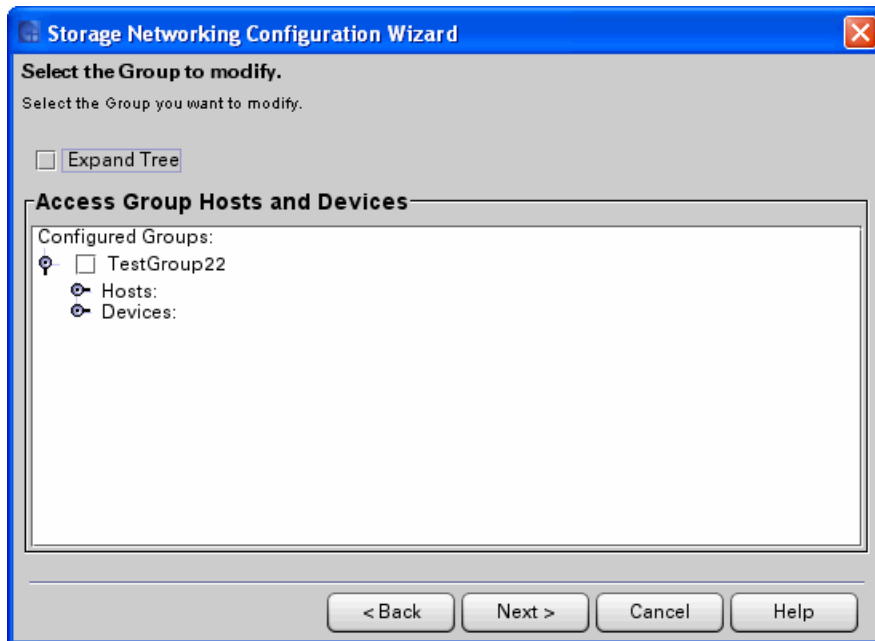 Storage Networking Configuration Wizard
Select the Group to modify.
Select the Group you want to modify.
Expand Tree
Access Group Hosts and Devices
Configured Groups:
TestGroup22
Hosts:
Devices:
< Back Next > Cancel Help